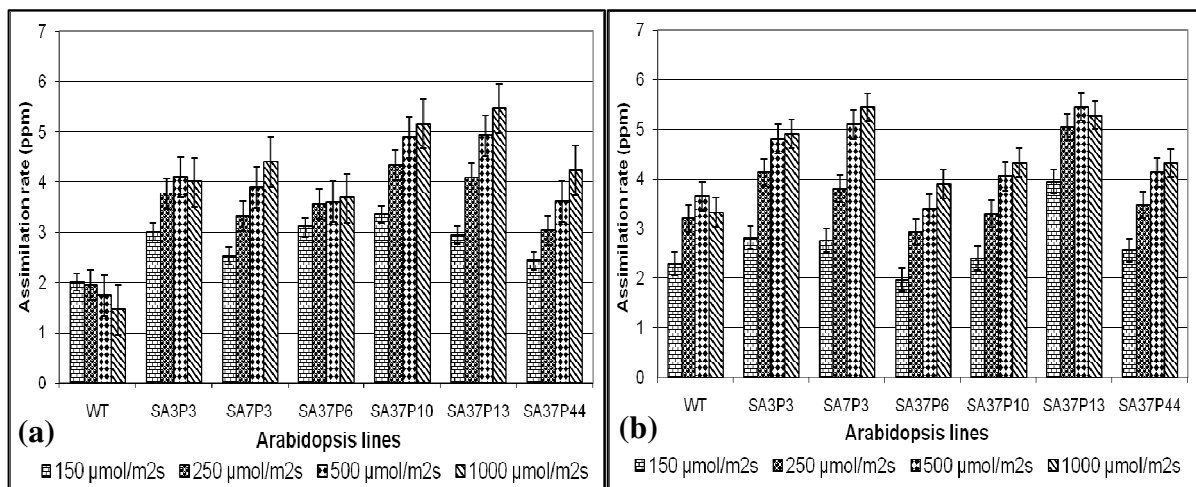 7
6
5
4
3
2
1
0
Assimilation rate (ppm)
WT SA3P3 SA7P3 SA37P6 SA37P10 SA37P13 SA37P44
(a)
Arabidopsis lines
150 µmol/m2s 250 µmol/m2s 500 µmol/m2s 1000 µmol/m2s
7
6
5
4
3
2
1
0
Assimilation rate (ppm)
WT SA3P3 SA7P3 SA37P6 SA37P10 SA37P13 SA37P44
(b)
Arabidopsis lines
150 µmol/m2s 250 µmol/m2s 500 µmol/m2s 1000 µmol/m2s